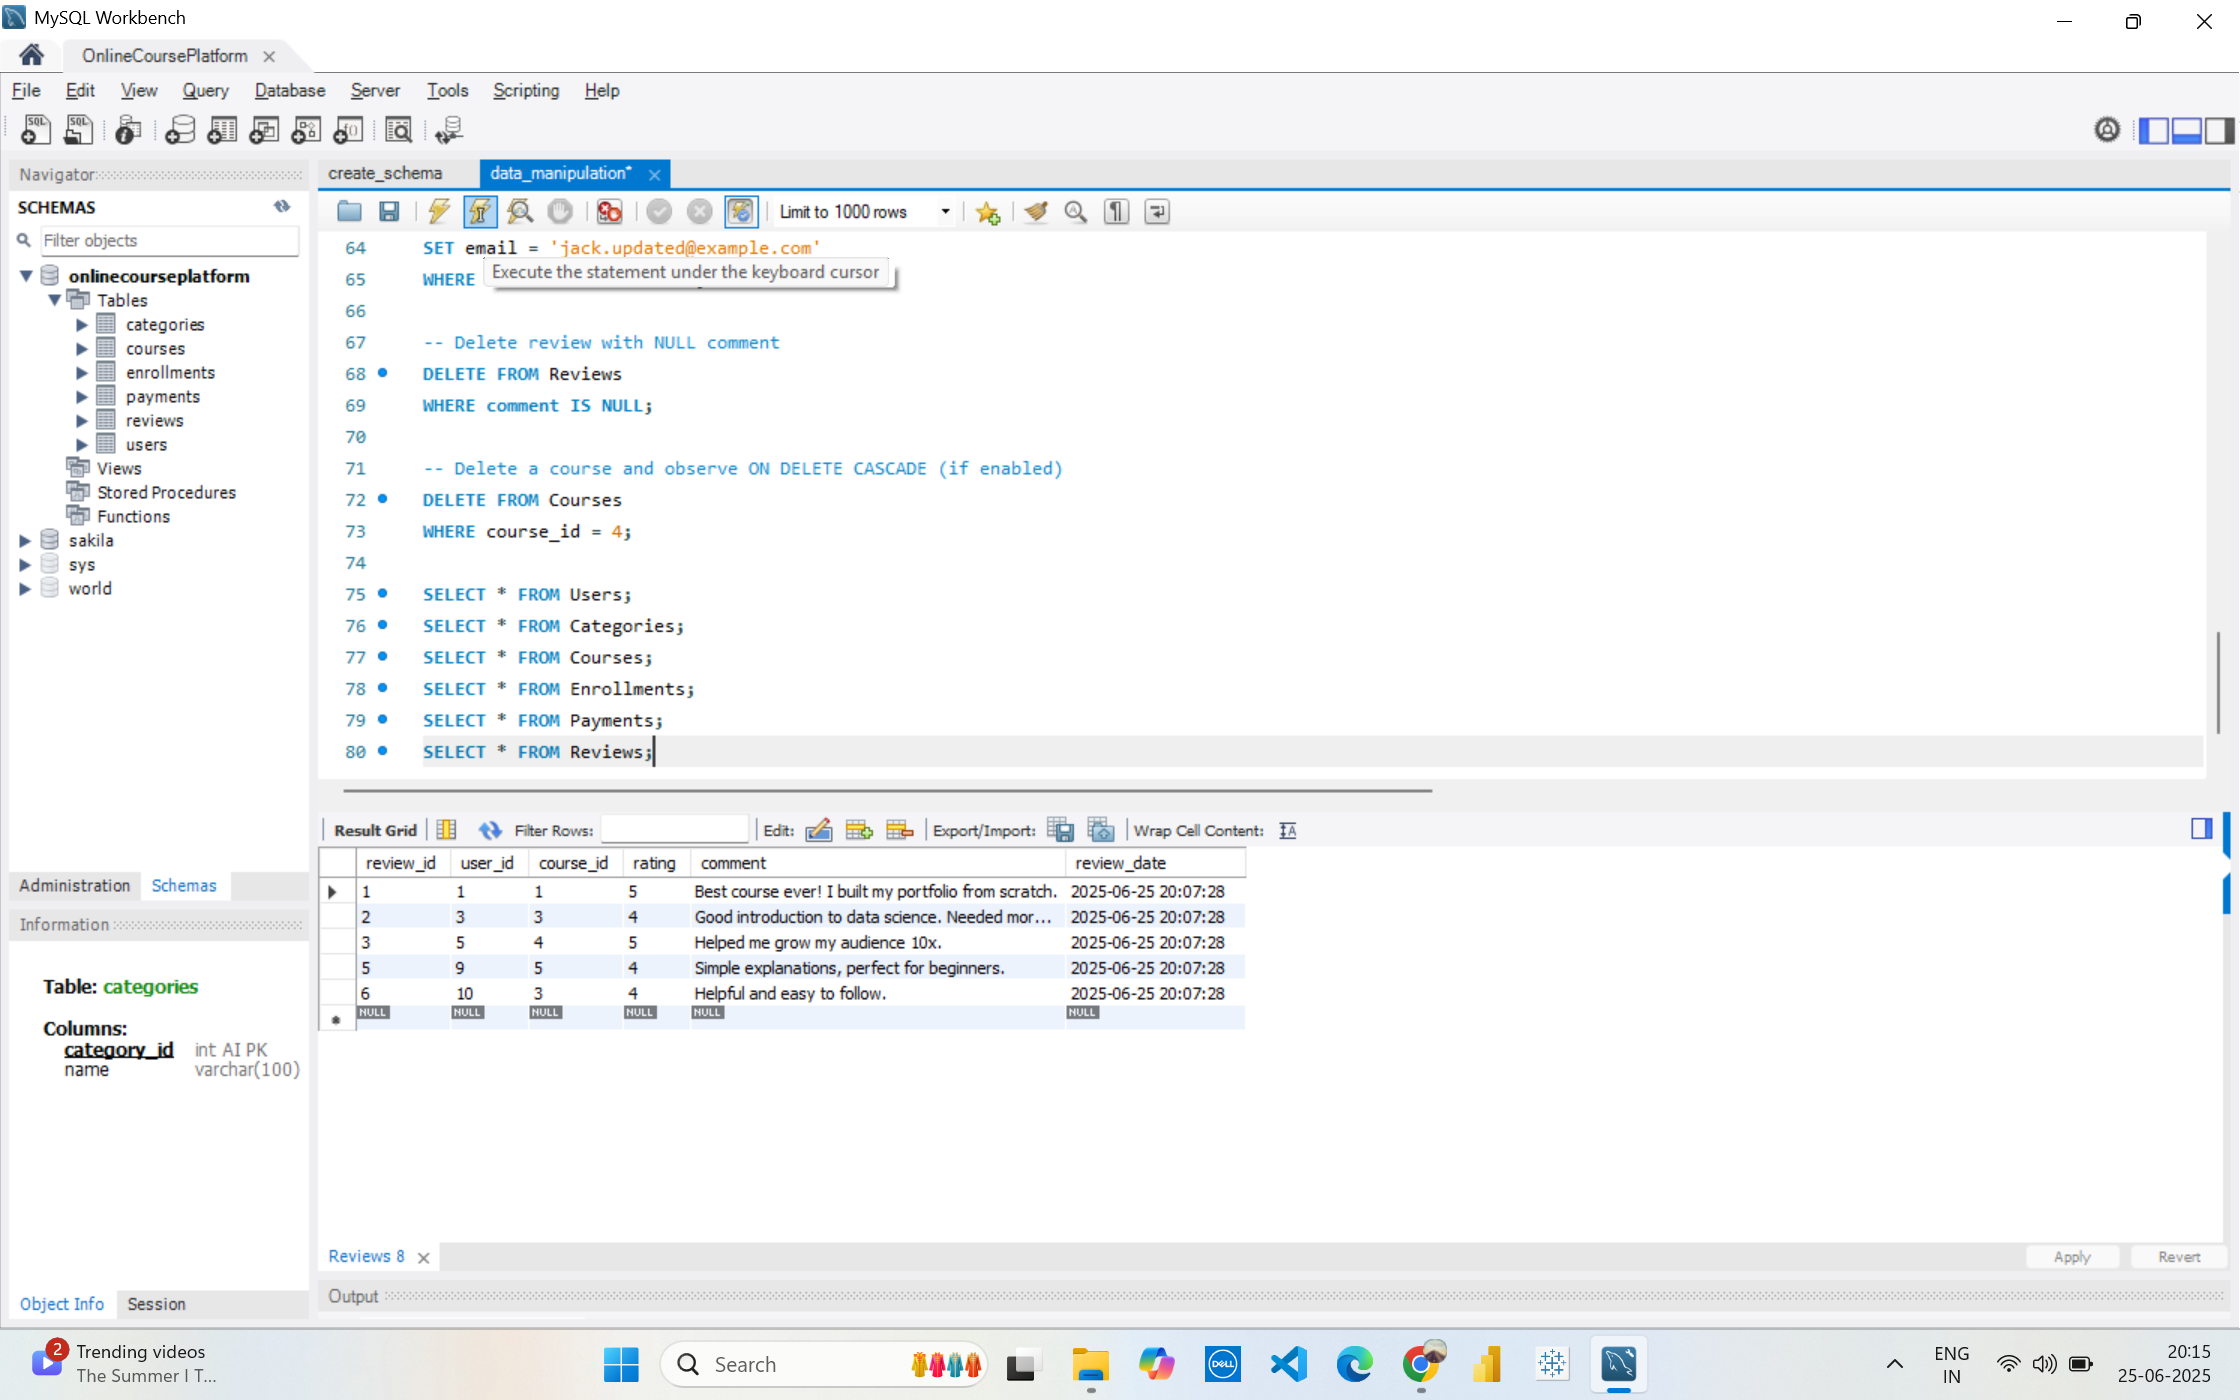 MySQL Workbench
OnlineCoursePlatform
File Edit View Query Database Server Tools Scripting Help
Navigator
SCHEMAS
Filter objects
onlinecourseplatform
Tables
categories
courses
enrollments
payments
reviews
users
Views
Stored Procedures
Functions
sakila
sys
world
Administration Schemas
Information
Table: categories
Columns:
category_id int AI PK
name varchar(100)
Object Info Session
create_schema data_manipulation*
Limit to 1000 rows
64 SET email = 'jack.updated@example.com'
Execute the statement under the keyboard cursor
65 WHERE
66
67 -- Delete review with NULL comment
68 DELETE FROM Reviews
69 WHERE comment IS NULL;
70
71 -- Delete a course and observe ON DELETE CASCADE (if enabled)
72 DELETE FROM Courses
73 WHERE course_id = 4;
74
75 SELECT * FROM Users;
76 SELECT * FROM Categories;
77 SELECT * FROM Courses;
78 SELECT * FROM Enrollments;
79 SELECT * FROM Payments;
80 SELECT * FROM Reviews;
Result Grid Filter Rows: Edit: Export/Import: Wrap Cell Content:
review_id user_id course_id rating comment review_date
1 1 1 5 Best course ever! I built my portfolio from scratch. 2025-06-25 20:07:28
2 3 3 4 Good introduction to data science. Needed mor... 2025-06-25 20:07:28
3 5 4 5 Helped me grow my audience 10x. 2025-06-25 20:07:28
5 9 5 4 Simple explanations, perfect for beginners. 2025-06-25 20:07:28
6 10 3 4 Helpful and easy to follow. 2025-06-25 20:07:28
NULL NULL NULL NULL NULL NULL
Reviews 8
Apply Revert
Output
2
Trending videos
The Summer I T...
Search
DELL
ENG
IN
20:15
25-06-2025